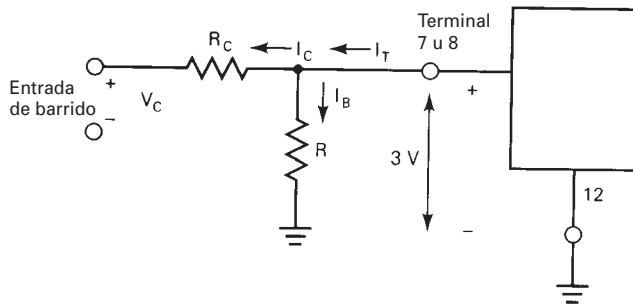 Terminal
7 u 8
R_C
I_C
I_T
Entrada
de barrido
+
-
V_C
I_B
R
3 V
+
-
12